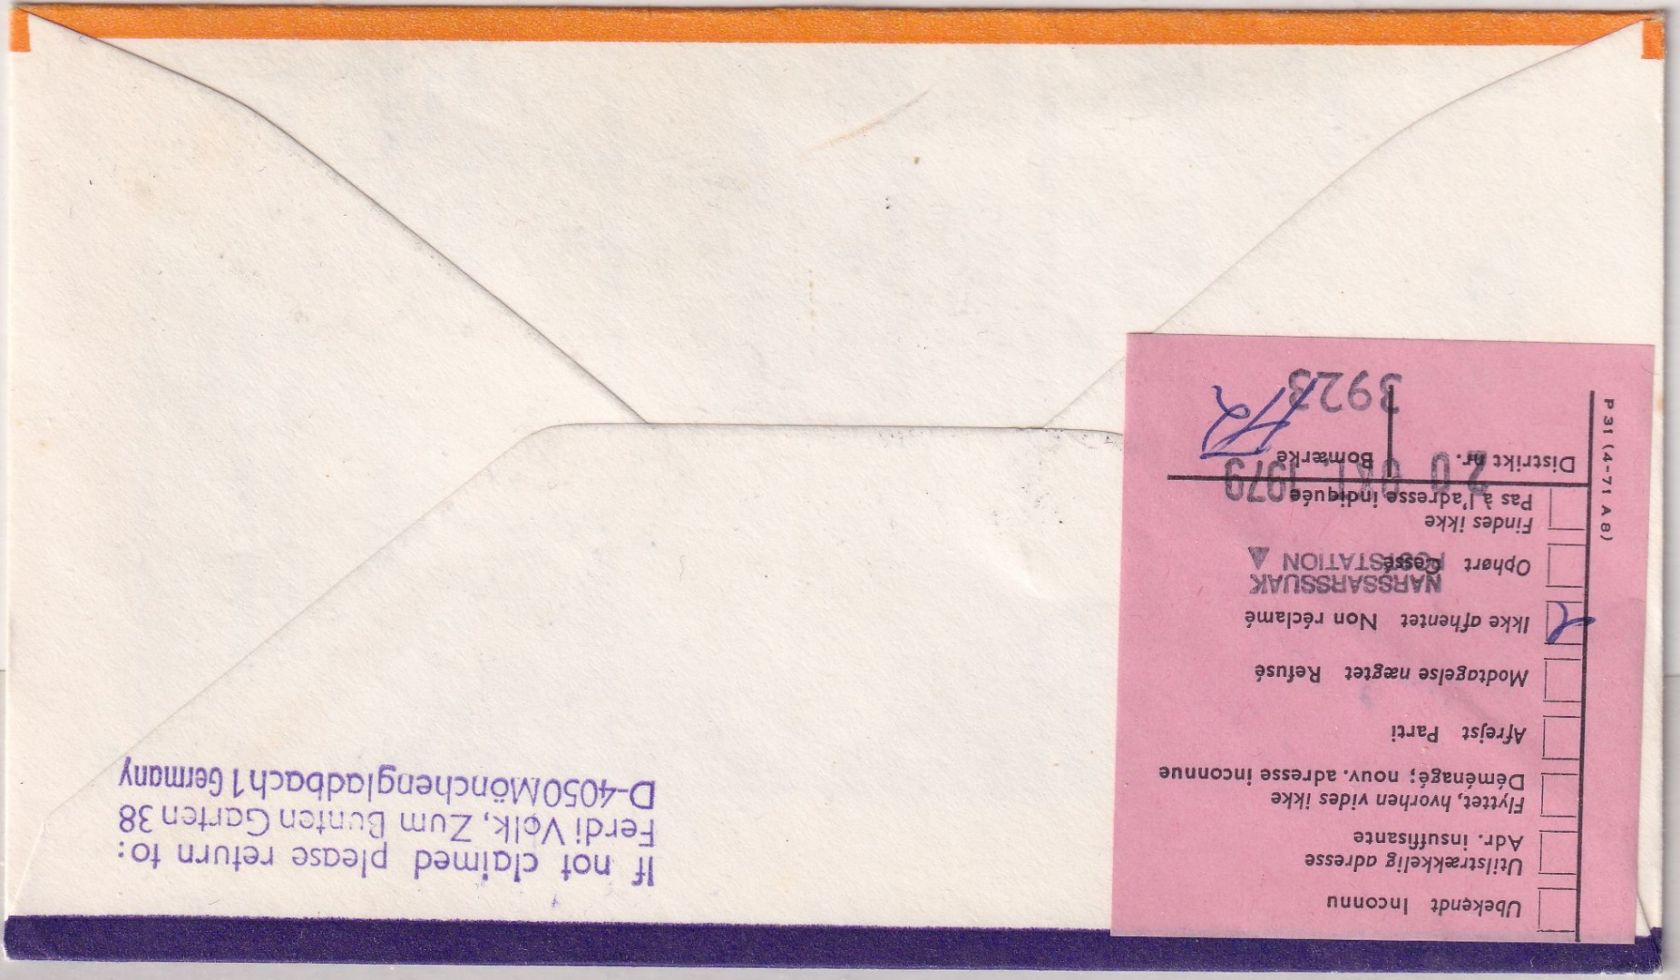 If not claimed please return to:
Ferdi Volk, Zum Bunten Garten 38
D-4050 Mönchengladbach 1 Germany
Ubekendt Inconnu
Utilstrækkelig adresse
Adr. insuffisante
Flyttet, hvorhen vides ikke
Déménagé; nouv. adresse inconnue
Afrejst Parti
Modtagelse nægtet Refusé
Ikke afhentet Non réclamé
NARSSARSSUAK
POSTSTATION
Ophørt Cessé
Findes ikke
Pas à l'adresse indiquée
20 OKT. 1979
Distrikt nr. Bomærke
3923
P 31 (4-71 A 8)